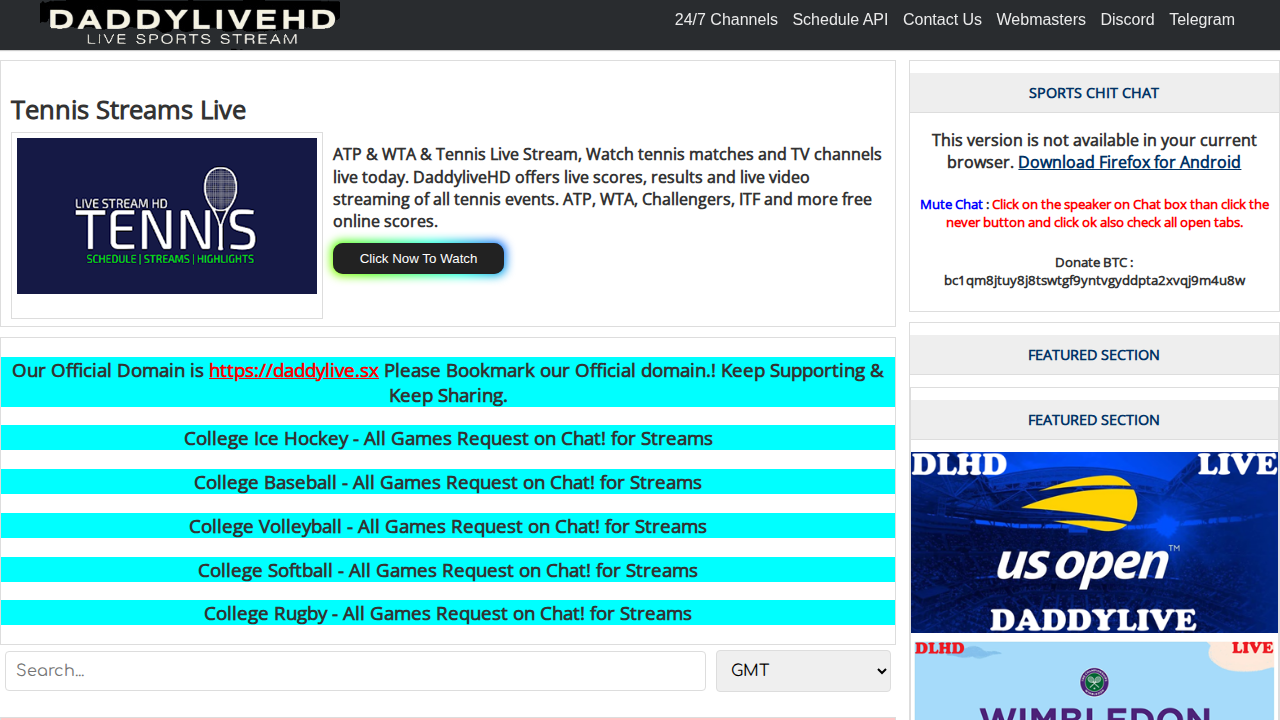 DADDYLIVEHD
LIVE SPORTS STREAM
24/7 Channels Schedule API Contact Us Webmasters Discord Telegram
Tennis Streams Live
LIVE STREAM HD
TENNIS
SCHEDULE | STREAMS | HIGHLIGHTS
ATP & WTA & Tennis Live Stream, Watch tennis matches and TV channels
live today. DaddyliveHD offers live scores, results and live video
streaming of all tennis events. ATP, WTA, Challengers, ITF and more free
online scores.
Click Now To Watch
Our Official Domain is https://daddylive.sx Please Bookmark our Official domain.! Keep Supporting &
Keep Sharing.
College Ice Hockey - All Games Request on Chat! for Streams
College Baseball - All Games Request on Chat! for Streams
College Volleyball - All Games Request on Chat! for Streams
College Softball - All Games Request on Chat! for Streams
College Rugby - All Games Request on Chat! for Streams
Search...
GMT
SPORTS CHIT CHAT
This version is not available in your current
browser. Download Firefox for Android
Mute Chat : Click on the speaker on Chat box than click the
never button and click ok also check all open tabs.
Donate BTC :
bc1qm8jtuy8j8tswtgf9yntvgyddpta2xvqj9m4u8w
FEATURED SECTION
FEATURED SECTION
DLHD LIVE
us open™
DADDYLIVE
DLHD LIVE
WIMBLEDON